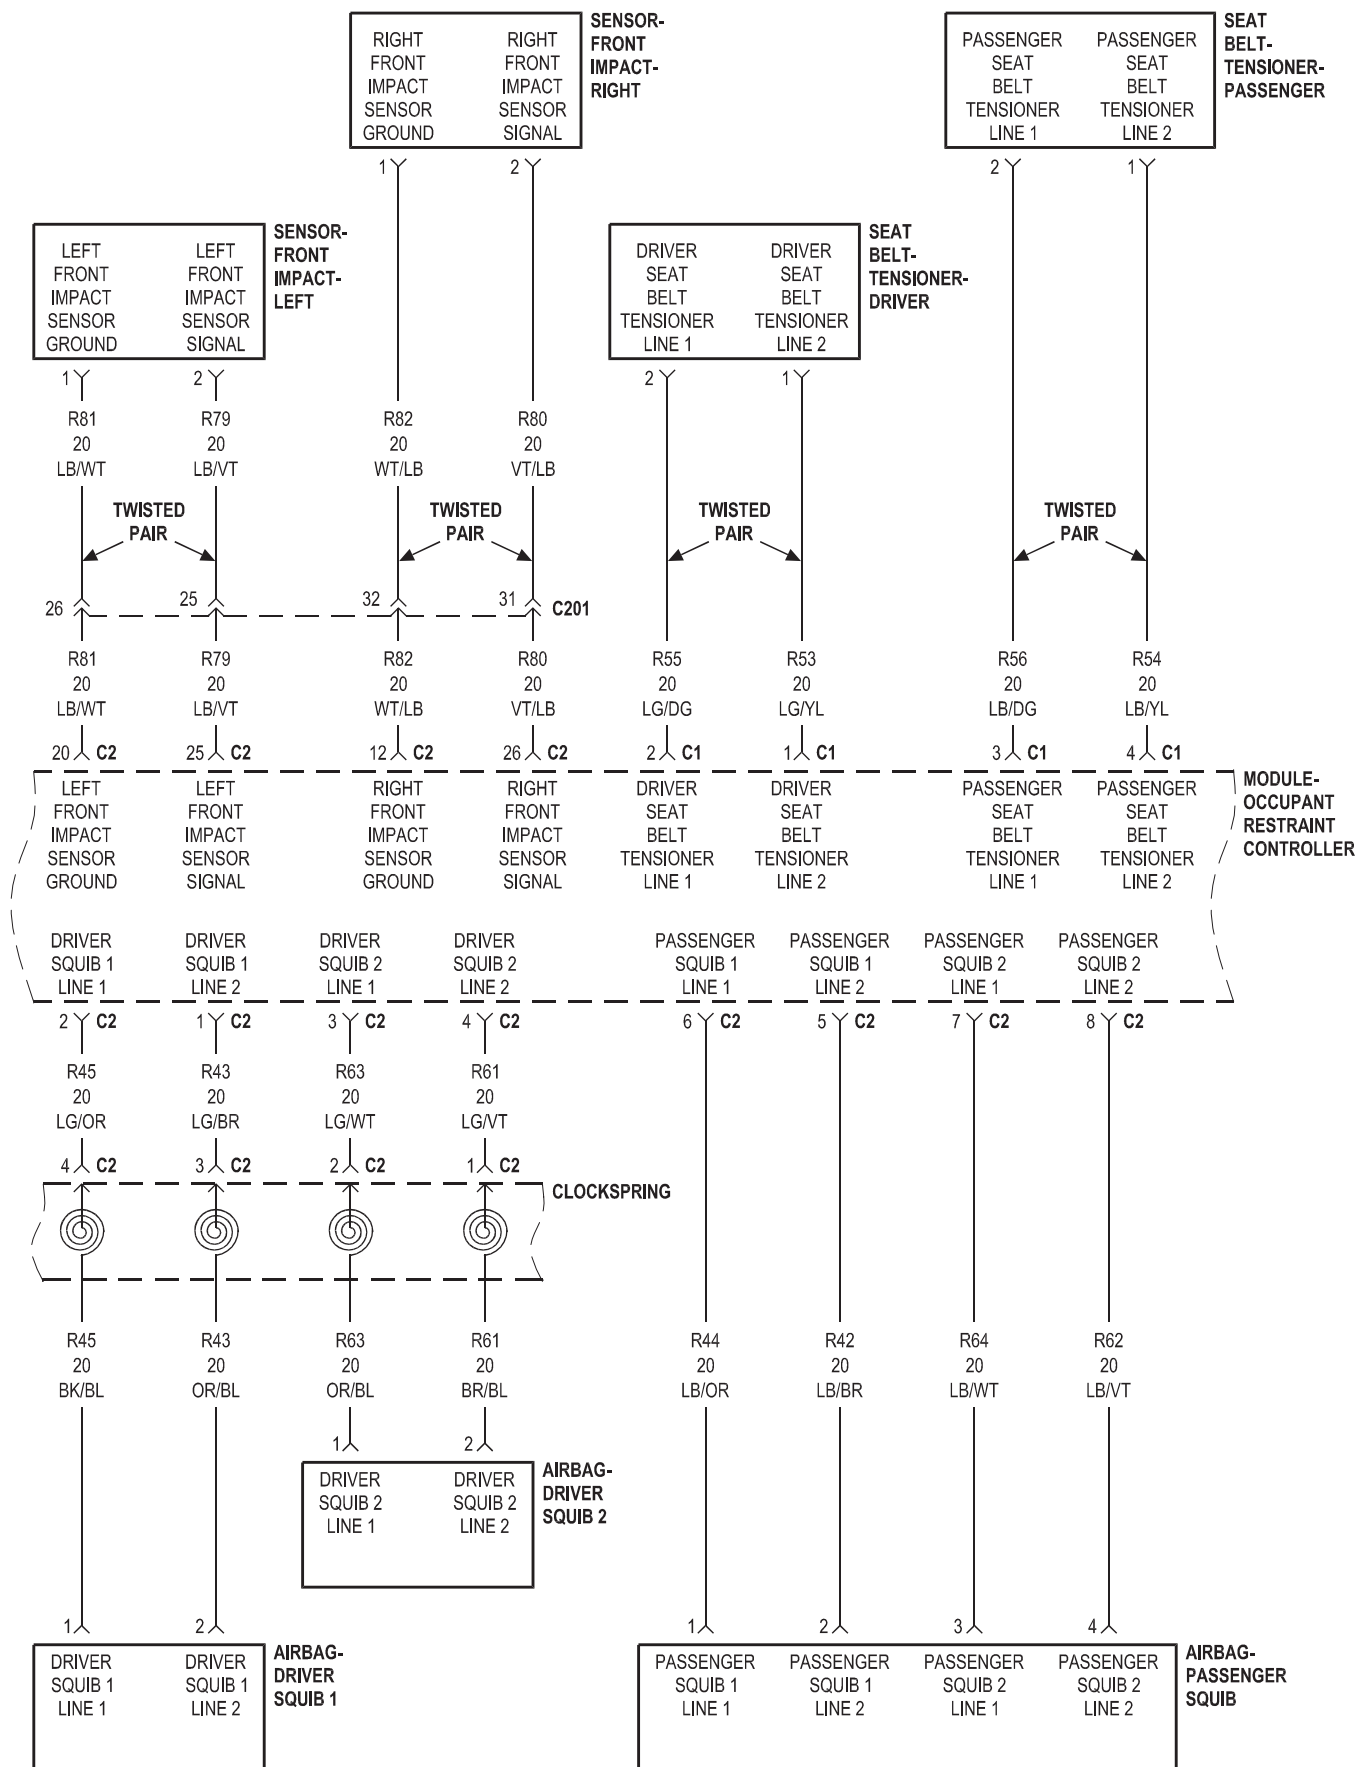 SENSOR-
FRONT
IMPACT-
RIGHT
RIGHT
FRONT
IMPACT
SENSOR
GROUND
RIGHT
FRONT
IMPACT
SENSOR
SIGNAL
1
2
SEAT
BELT-
TENSIONER-
PASSENGER
PASSENGER
SEAT
BELT
TENSIONER
LINE 1
PASSENGER
SEAT
BELT
TENSIONER
LINE 2
2
1
SENSOR-
FRONT
IMPACT-
LEFT
LEFT
FRONT
IMPACT
SENSOR
GROUND
LEFT
FRONT
IMPACT
SENSOR
SIGNAL
1
2
SEAT
BELT-
TENSIONER-
DRIVER
DRIVER
SEAT
BELT
TENSIONER
LINE 1
DRIVER
SEAT
BELT
TENSIONER
LINE 2
2
1
R81
20
LB/WT
R79
20
LB/VT
R82
20
WT/LB
R80
20
VT/LB
TWISTED
PAIR
TWISTED
PAIR
TWISTED
PAIR
TWISTED
PAIR
26
25
32
31
C201
R81
20
LB/WT
R79
20
LB/VT
R82
20
WT/LB
R80
20
VT/LB
R55
20
LG/DG
R53
20
LG/YL
R56
20
LB/DG
R54
20
LB/YL
20 C2
25 C2
12 C2
26 C2
2 C1
1 C1
3 C1
4 C1
MODULE-
OCCUPANT
RESTRAINT
CONTROLLER
LEFT
FRONT
IMPACT
SENSOR
GROUND
LEFT
FRONT
IMPACT
SENSOR
SIGNAL
RIGHT
FRONT
IMPACT
SENSOR
GROUND
RIGHT
FRONT
IMPACT
SENSOR
SIGNAL
DRIVER
SEAT
BELT
TENSIONER
LINE 1
DRIVER
SEAT
BELT
TENSIONER
LINE 2
PASSENGER
SEAT
BELT
TENSIONER
LINE 1
PASSENGER
SEAT
BELT
TENSIONER
LINE 2
DRIVER
SQUIB 1
LINE 1
DRIVER
SQUIB 1
LINE 2
DRIVER
SQUIB 2
LINE 1
DRIVER
SQUIB 2
LINE 2
PASSENGER
SQUIB 1
LINE 1
PASSENGER
SQUIB 1
LINE 2
PASSENGER
SQUIB 2
LINE 1
PASSENGER
SQUIB 2
LINE 2
2 C2
1 C2
3 C2
4 C2
6 C2
5 C2
7 C2
8 C2
R45
20
LG/OR
R43
20
LG/BR
R63
20
LG/WT
R61
20
LG/VT
4 C2
3 C2
2 C2
1 C2
CLOCKSPRING
R45
20
BK/BL
R43
20
OR/BL
R63
20
OR/BL
R61
20
BR/BL
R44
20
LB/OR
R42
20
LB/BR
R64
20
LB/WT
R62
20
LB/VT
1
2
DRIVER
SQUIB 2
LINE 1
DRIVER
SQUIB 2
LINE 2
AIRBAG-
DRIVER
SQUIB 2
1
2
1
2
3
4
DRIVER
SQUIB 1
LINE 1
DRIVER
SQUIB 1
LINE 2
AIRBAG-
DRIVER
SQUIB 1
PASSENGER
SQUIB 1
LINE 1
PASSENGER
SQUIB 1
LINE 2
PASSENGER
SQUIB 2
LINE 1
PASSENGER
SQUIB 2
LINE 2
AIRBAG-
PASSENGER
SQUIB